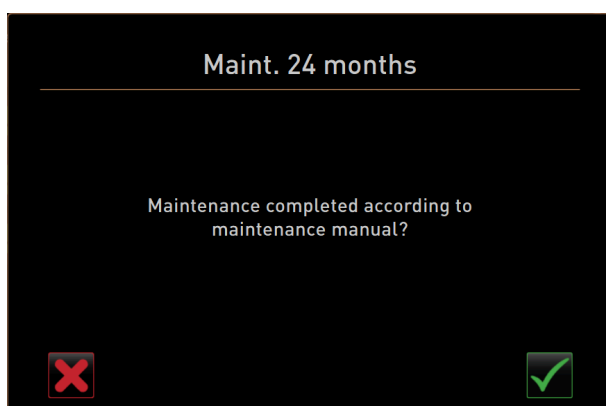 Maint. 24 months
Maintenance completed according to
maintenance manual?